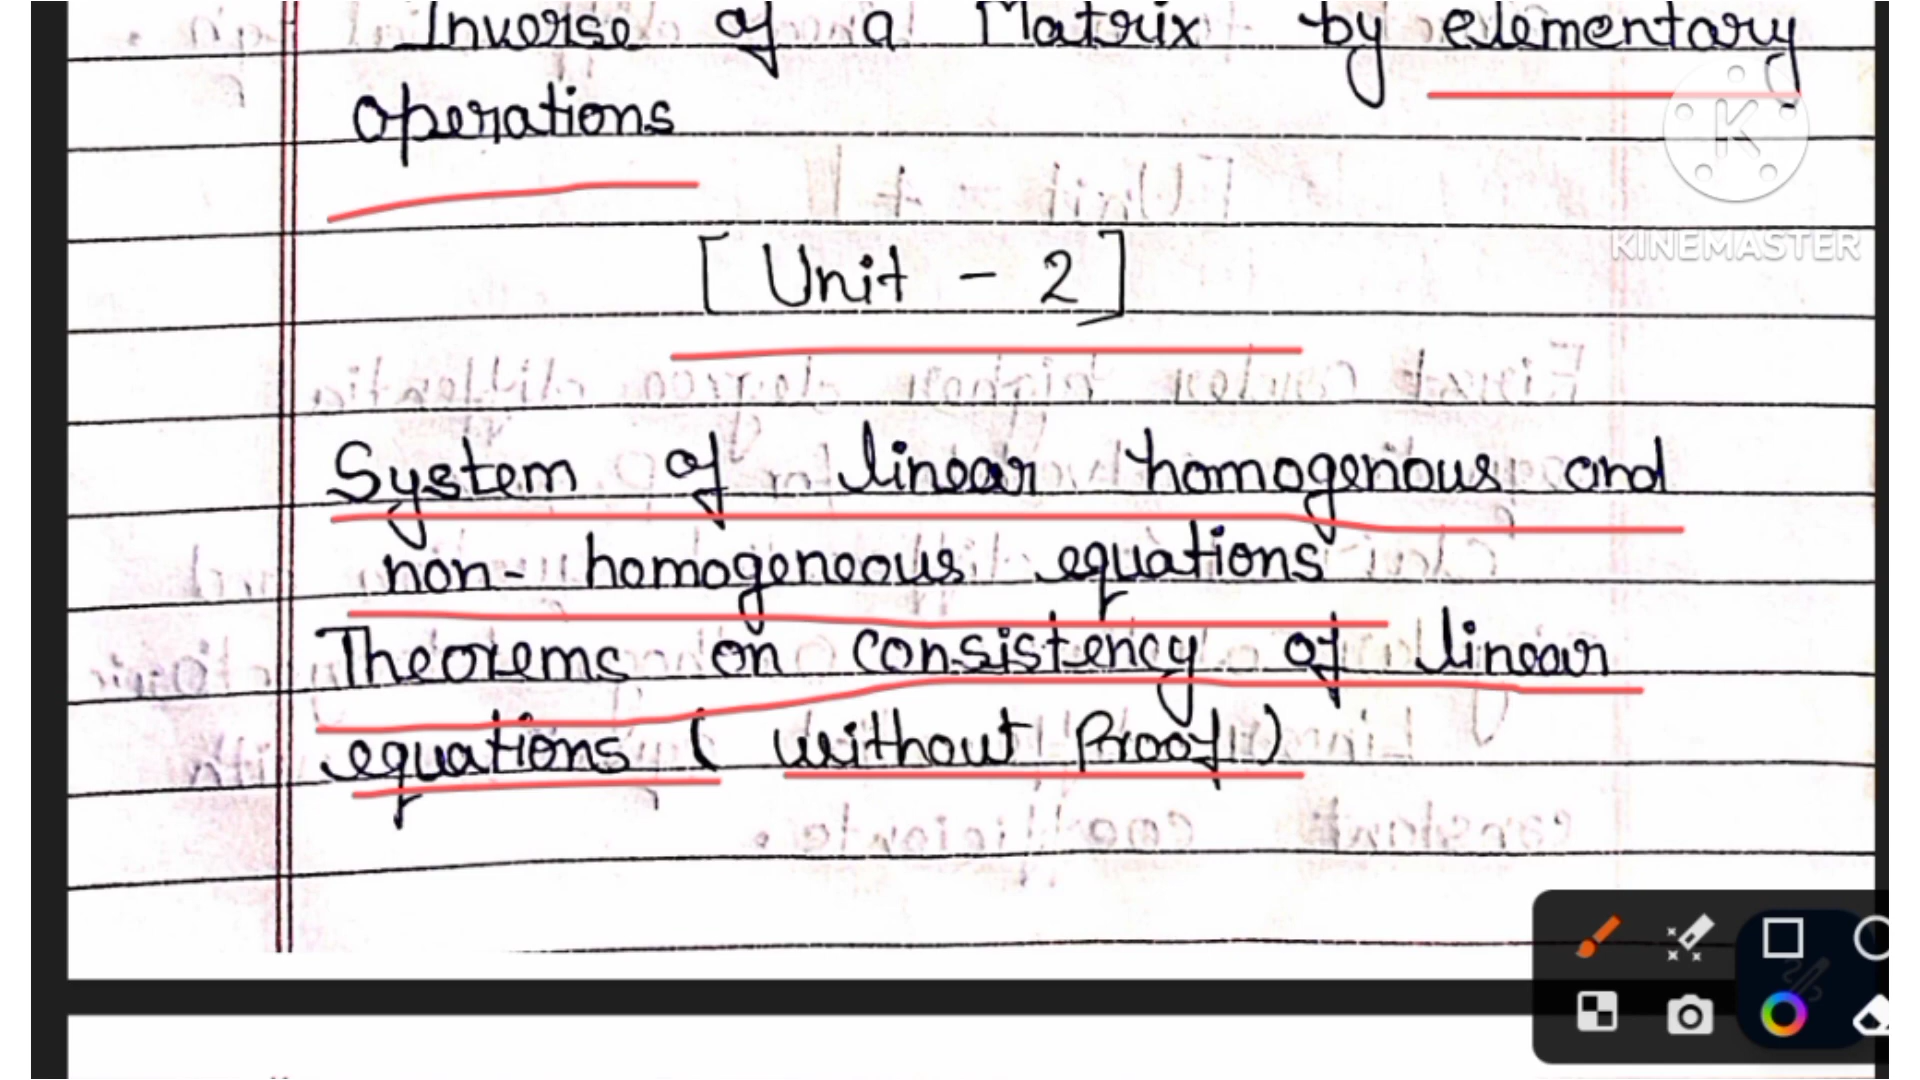 Inverse of a Matrix by elementary
operations
[ Unit - 2 ]
System of linear homogenous and
non- homogeneous equations
Theorems on consistency of linear
equations ( without Proof )
K
KINEMASTER